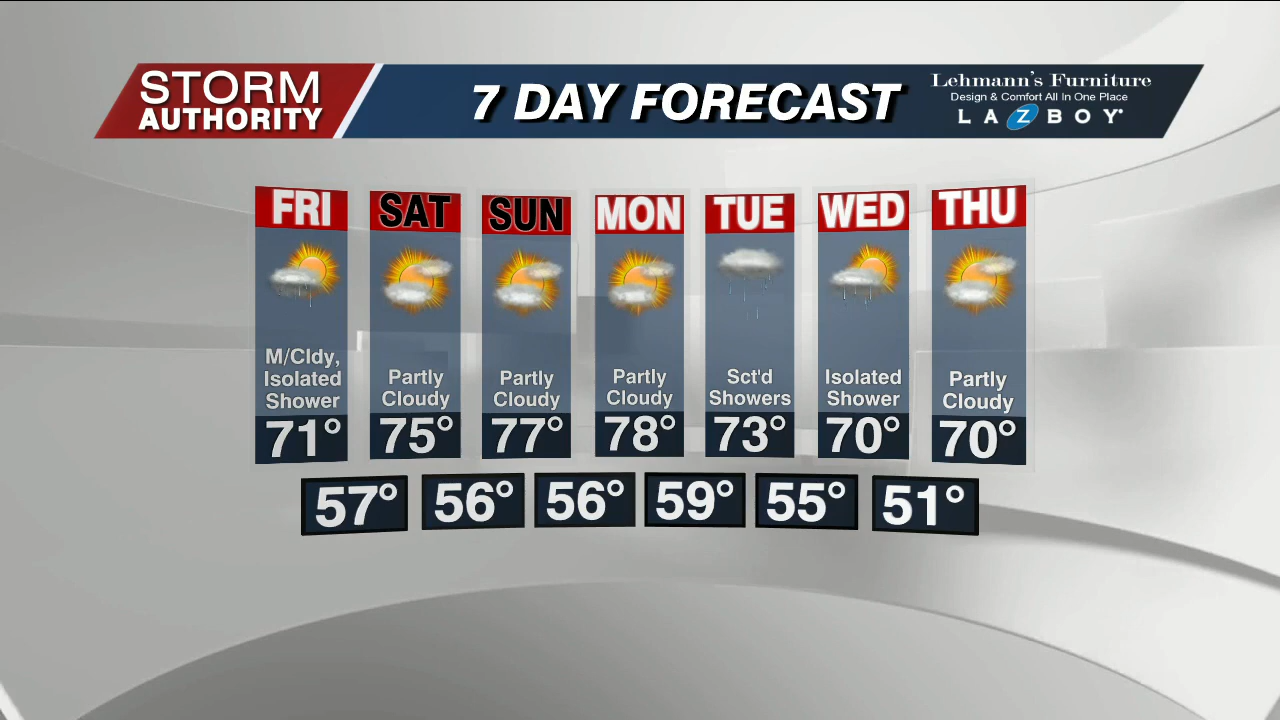 STORM
AUTHORITY
7 DAY FORECAST
Lehmann's Furniture
Design & Comfort All In One Place
LAZBOY®
FRI
M/Cldy,
Isolated
Shower
71°
SAT
Partly
Cloudy
75°
SUN
Partly
Cloudy
77°
MON
Partly
Cloudy
78°
TUE
Sct'd
Showers
73°
WED
Isolated
Shower
70°
THU
Partly
Cloudy
70°
57° 56° 56° 59° 55° 51°